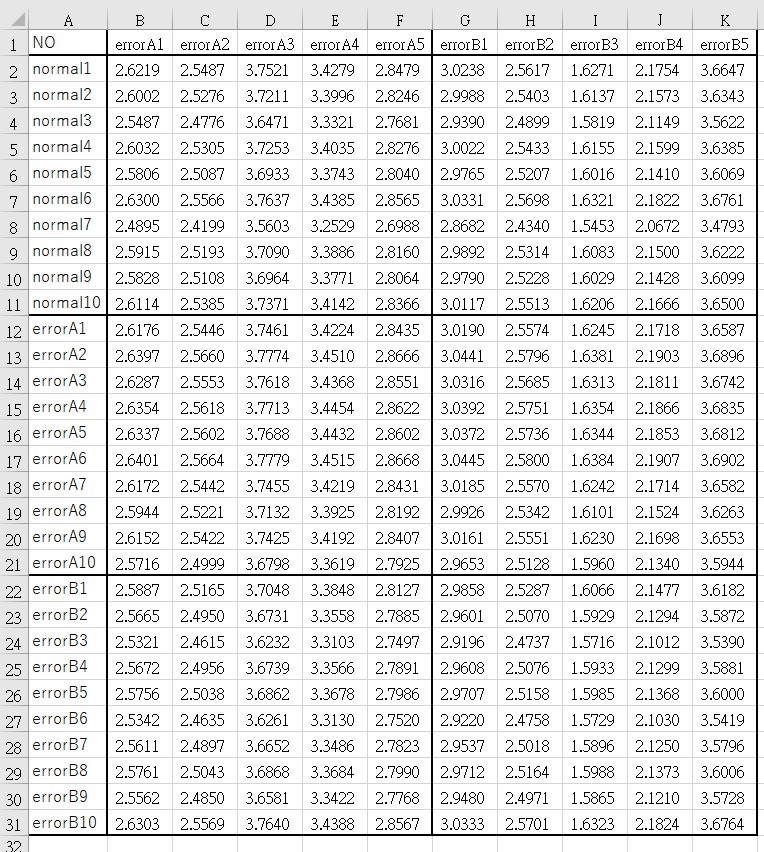 A B C D E F G H I J K
1 NO errorA1 errorA2 errorA3 errorA4 errorA5 errorB1 errorB2 errorB3 errorB4 errorB5
2 normal1 2.6219 2.5487 3.7521 3.4279 2.8479 3.0238 2.5617 1.6271 2.1754 3.6647
3 normal2 2.6002 2.5276 3.7211 3.3996 2.8246 2.9988 2.5403 1.6137 2.1573 3.6343
4 normal3 2.5487 2.4776 3.6471 3.3321 2.7681 2.9390 2.4899 1.5819 2.1149 3.5622
5 normal4 2.6032 2.5305 3.7253 3.4035 2.8276 3.0022 2.5433 1.6155 2.1599 3.6385
6 normal5 2.5806 2.5087 3.6933 3.3743 2.8040 2.9765 2.5207 1.6016 2.1410 3.6069
7 normal6 2.6300 2.5566 3.7637 3.4385 2.8565 3.0331 2.5698 1.6321 2.1822 3.6761
8 normal7 2.4895 2.4199 3.5603 3.2529 2.6988 2.8682 2.4340 1.5453 2.0672 3.4793
9 normal8 2.5915 2.5193 3.7090 3.3886 2.8160 2.9892 2.5314 1.6083 2.1500 3.6222
10 normal9 2.5828 2.5108 3.6964 3.3771 2.8064 2.9790 2.5228 1.6029 2.1428 3.6099
11 normal10 2.6114 2.5385 3.7371 3.4142 2.8366 3.0117 2.5513 1.6206 2.1666 3.6500
12 errorA1 2.6176 2.5446 3.7461 3.4224 2.8435 3.0190 2.5574 1.6245 2.1718 3.6587
13 errorA2 2.6397 2.5660 3.7774 3.4510 2.8666 3.0441 2.5796 1.6381 2.1903 3.6896
14 errorA3 2.6287 2.5553 3.7618 3.4368 2.8551 3.0316 2.5685 1.6313 2.1811 3.6742
15 errorA4 2.6354 2.5618 3.7713 3.4454 2.8622 3.0392 2.5751 1.6354 2.1866 3.6835
16 errorA5 2.6337 2.5602 3.7688 3.4432 2.8602 3.0372 2.5736 1.6344 2.1853 3.6812
17 errorA6 2.6401 2.5664 3.7779 3.4515 2.8668 3.0445 2.5800 1.6384 2.1907 3.6902
18 errorA7 2.6172 2.5442 3.7455 3.4219 2.8431 3.0185 2.5570 1.6242 2.1714 3.6582
19 errorA8 2.5944 2.5221 3.7132 3.3925 2.8192 2.9926 2.5342 1.6101 2.1524 3.6263
20 errorA9 2.6152 2.5422 3.7425 3.4192 2.8407 3.0161 2.5551 1.6230 2.1698 3.6553
21 errorA10 2.5716 2.4999 3.6798 3.3619 2.7925 2.9653 2.5128 1.5960 2.1340 3.5944
22 errorB1 2.5887 2.5165 3.7048 3.3848 2.8127 2.9858 2.5287 1.6066 2.1477 3.6182
23 errorB2 2.5665 2.4950 3.6731 3.3558 2.7885 2.9601 2.5070 1.5929 2.1294 3.5872
24 errorB3 2.5321 2.4615 3.6232 3.3103 2.7497 2.9196 2.4737 1.5716 2.1012 3.5390
25 errorB4 2.5672 2.4956 3.6739 3.3566 2.7891 2.9608 2.5076 1.5933 2.1299 3.5881
26 errorB5 2.5756 2.5038 3.6862 3.3678 2.7986 2.9707 2.5158 1.5985 2.1368 3.6000
27 errorB6 2.5342 2.4635 3.6261 3.3130 2.7520 2.9220 2.4758 1.5729 2.1030 3.5419
28 errorB7 2.5611 2.4897 3.6652 3.3486 2.7823 2.9537 2.5018 1.5896 2.1250 3.5796
29 errorB8 2.5761 2.5043 3.6868 3.3684 2.7990 2.9712 2.5164 1.5988 2.1373 3.6006
30 errorB9 2.5562 2.4850 3.6581 3.3422 2.7768 2.9480 2.4971 1.5865 2.1210 3.5728
31 errorB10 2.6303 2.5569 3.7640 3.4388 2.8567 3.0333 2.5701 1.6323 2.1824 3.6764
32